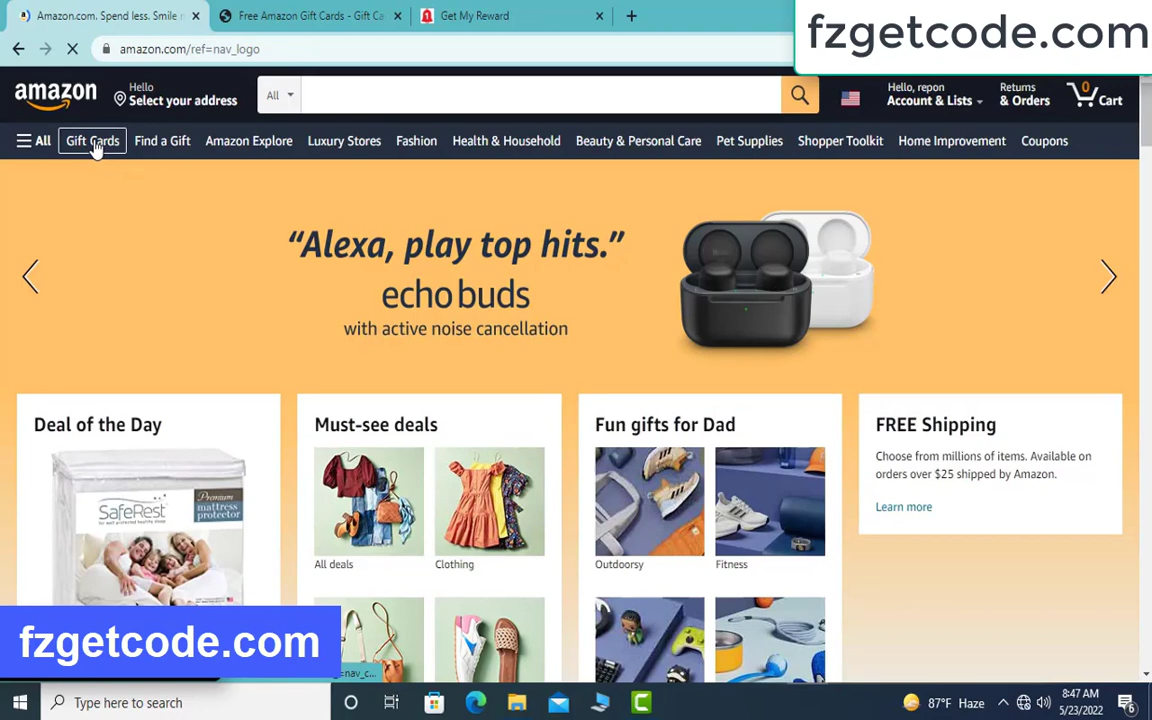 Amazon.com. Spend less. Smile
Free Amazon Gift Cards - Gift Ca
Get My Reward
fzgetcode.com
amazon.com/ref=nav_logo
amazon
Hello
Select your address
All
Hello, repon
Account & Lists
Returns
& Orders
0
Cart
All
Gift Cards
Find a Gift
Amazon Explore
Luxury Stores
Fashion
Health & Household
Beauty & Personal Care
Pet Supplies
Shopper Toolkit
Home Improvement
Coupons
“Alexa, play top hits.”
echo buds
with active noise cancellation
Deal of the Day
Must-see deals
Fun gifts for Dad
FREE Shipping
Choose from millions of items. Available on
orders over $25 shipped by Amazon.
Learn more
SafeRest
Premium
mattress
protector
All deals
Clothing
Outdoorsy
Fitness
fzgetcode.com
=nav_c...
Type here to search
87°F Haze
8:47 AM
5/23/2022
6